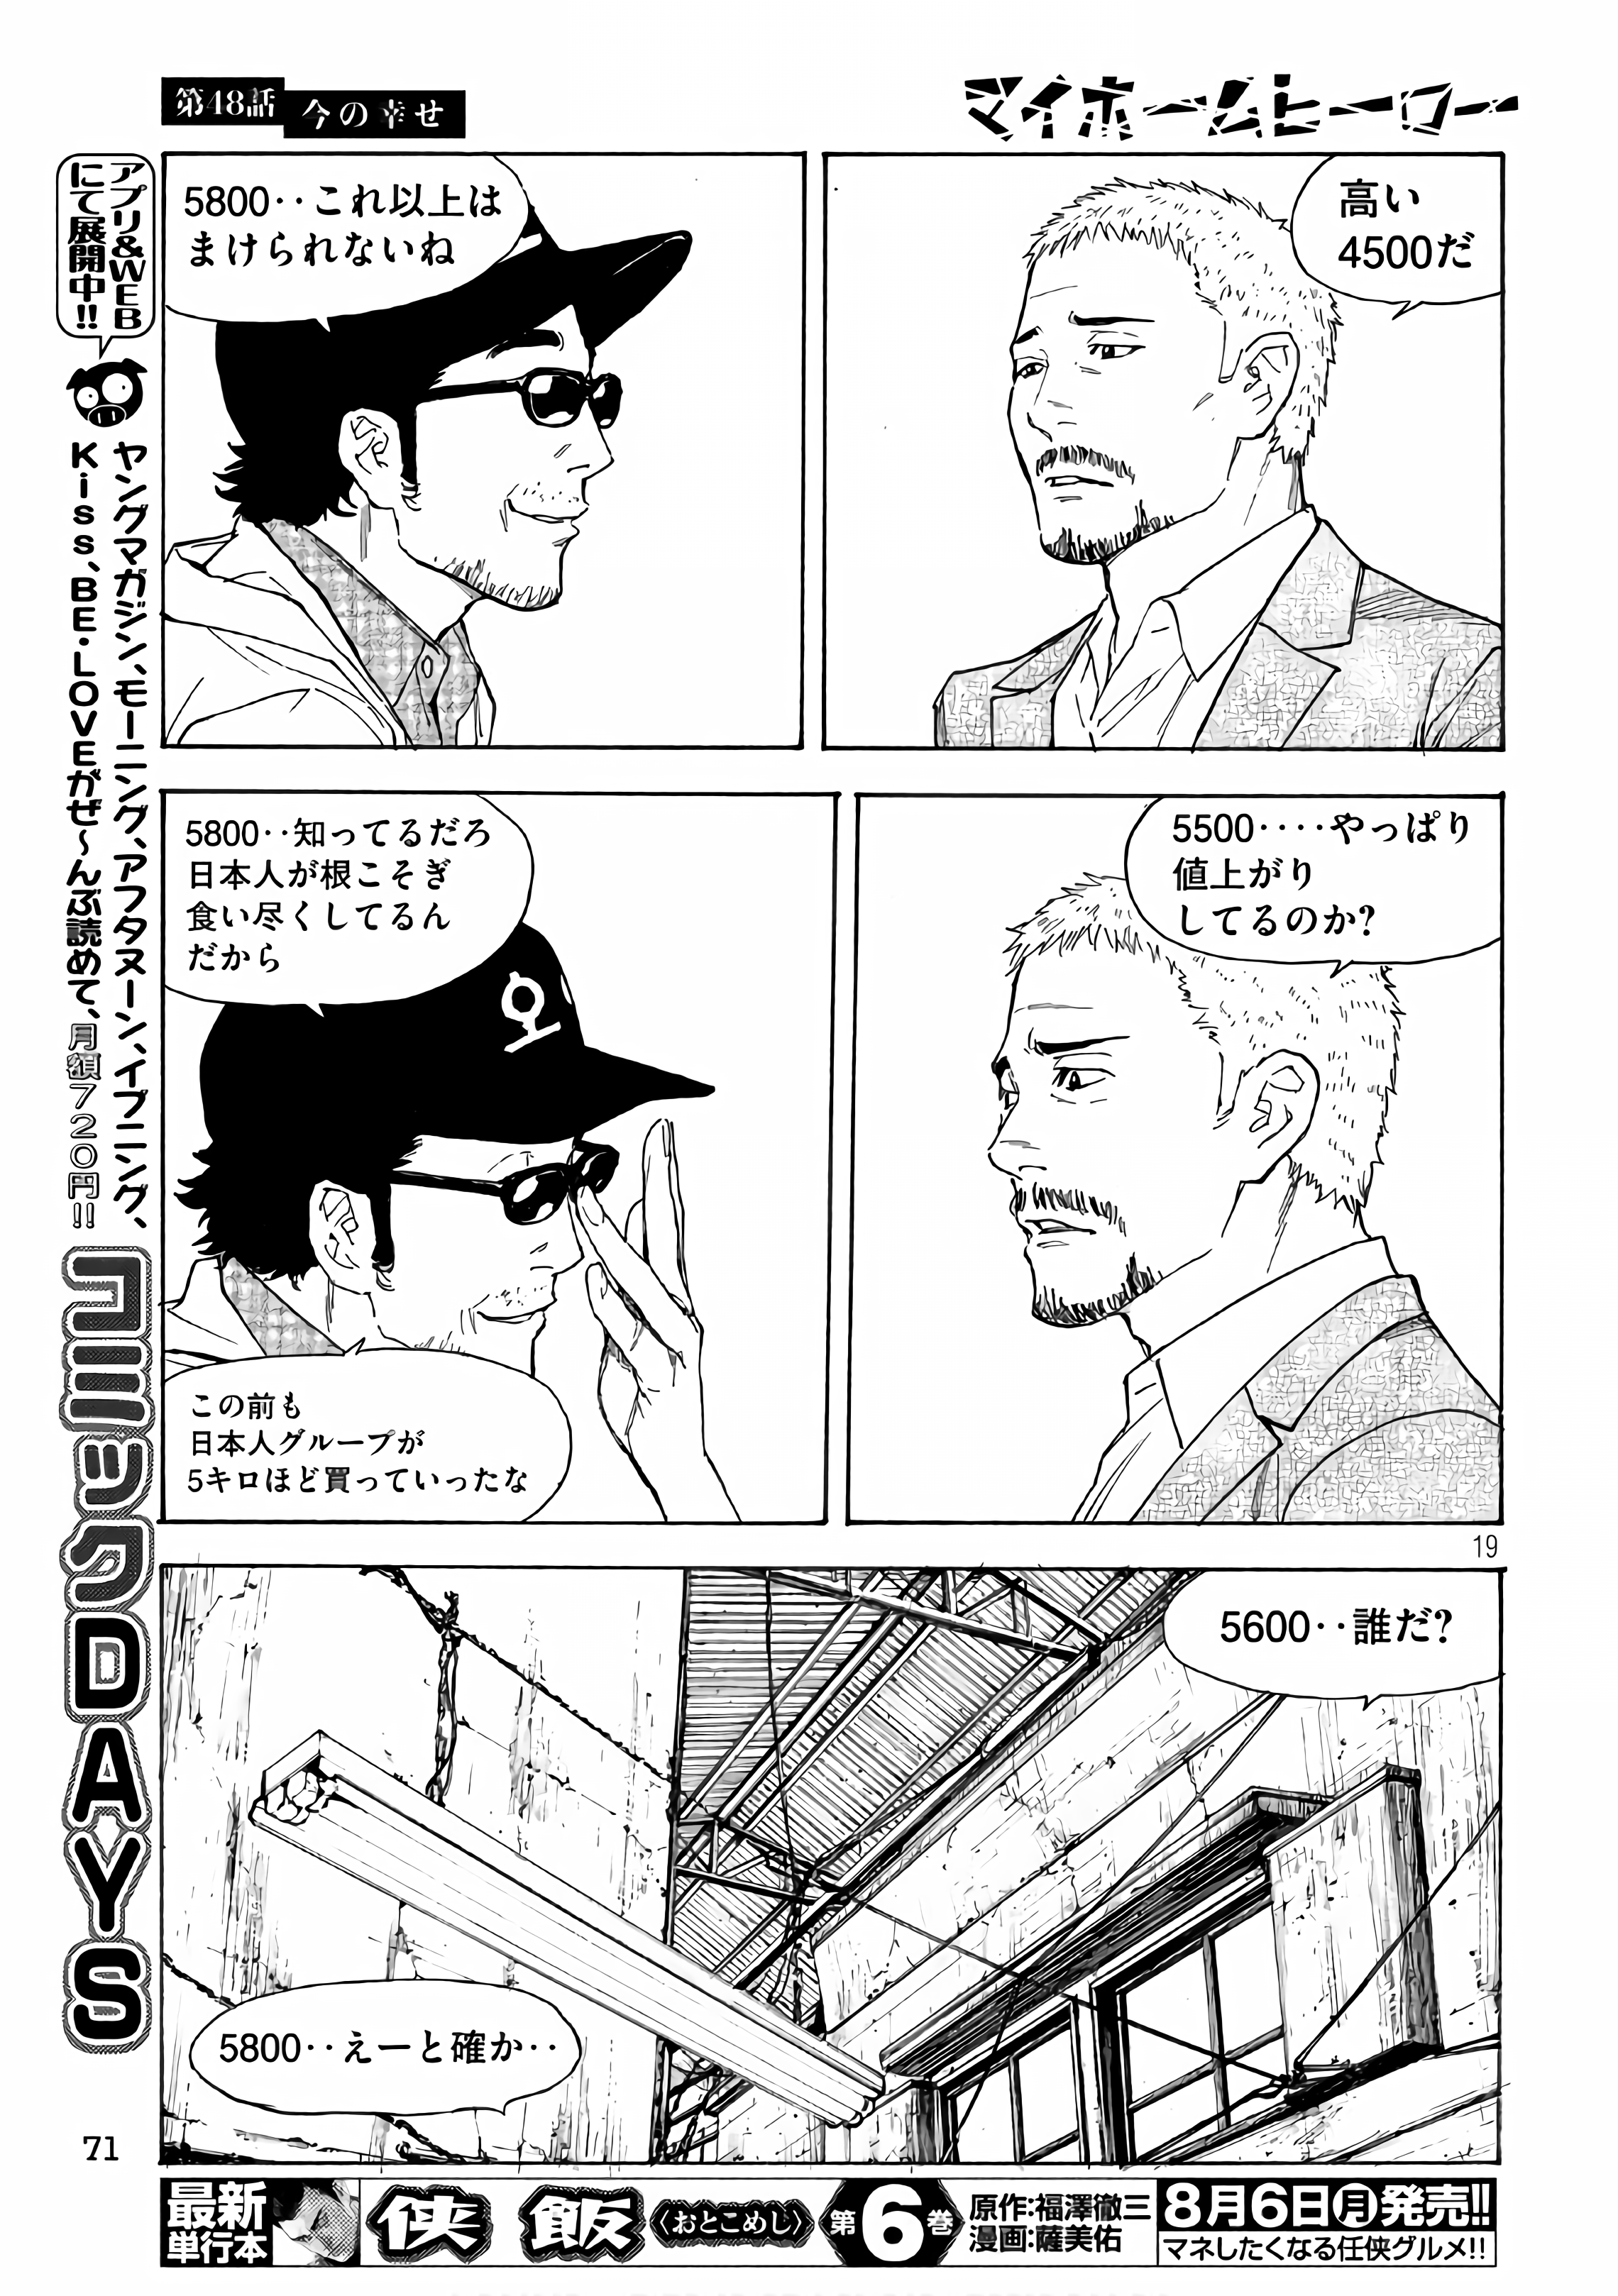 第48話 今の幸せ
マイホームヒーロー
高い
4500だ
5800‥これ以上は
まけられないね
5500‥‥やっぱり
値上がり
してるのか?
5800‥知ってるだろ
日本人が根こそぎ
食い尽くしてるん
だから
この前も
日本人グループが
5キロほど買っていったな
19
5600‥誰だ?
5800‥えーと確か‥
アプリ&WEB
にて展開中!!
ヤングマガジン、モーニング、アフタヌーン、イブニング、
Kiss、BE・LOVEがぜ〜んぶ読めて、月額720円!!
コミックDAYS
71
最新
単行本
侠飯〈おとこめし〉第6巻
原作:福澤徹三
漫画:薩美佑
8月6日月発売!!
マネしたくなる任侠グルメ!!